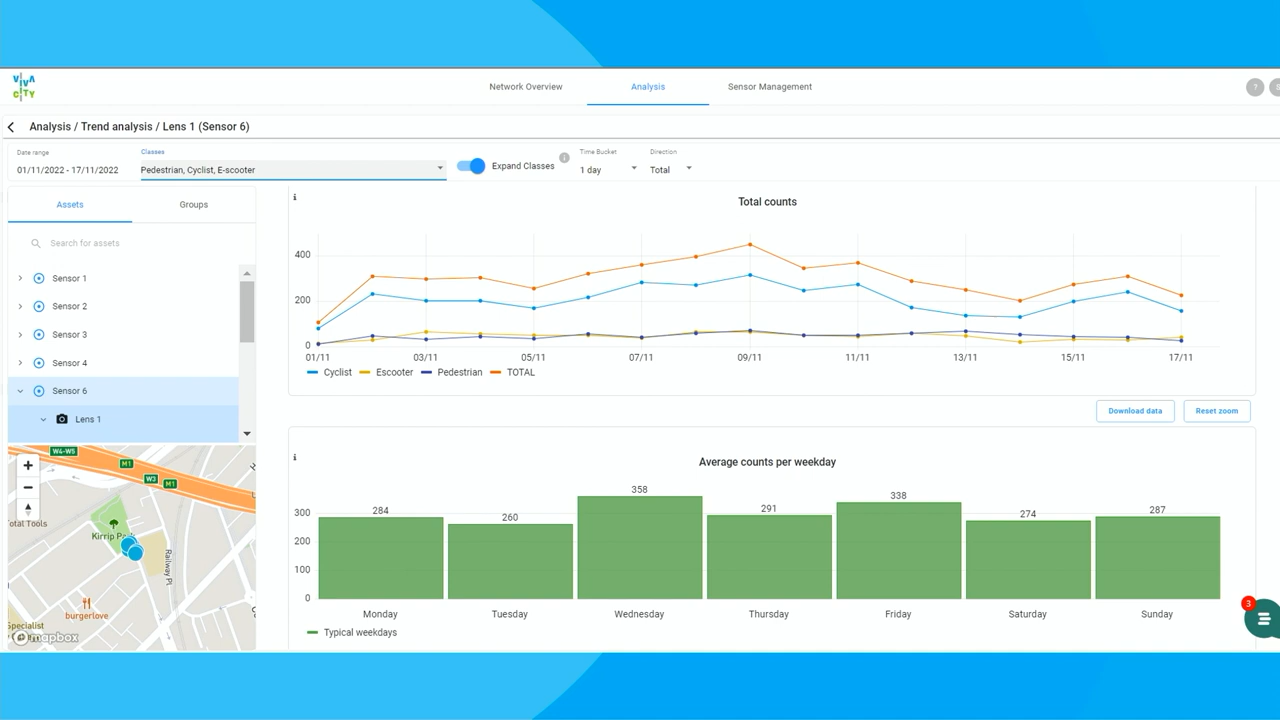 VIVA
CITY
Network Overview
Analysis
Sensor Management
?
Analysis / Trend analysis / Lens 1 (Sensor 6)
Date range
01/11/2022 - 17/11/2022
Classes
Pedestrian, Cyclist, E-scooter
Expand Classes
i
Time Bucket
1 day
Direction
Total
Assets
Groups
Search for assets
Sensor 1
Sensor 2
Sensor 3
Sensor 4
Sensor 6
Lens 1
W4-W5
M1
W3
M1
otal Tools
Kirrip
Railway Pl
burgerlove
Specialist
mapbox
i
Total counts
400
200
0
01/11
03/11
05/11
07/11
09/11
11/11
13/11
15/11
17/11
Cyclist
Escooter
Pedestrian
TOTAL
Download data
Reset zoom
i
Average counts per weekday
300
200
100
0
284
260
358
291
338
274
287
Monday
Tuesday
Wednesday
Thursday
Friday
Saturday
Sunday
Typical weekdays
3